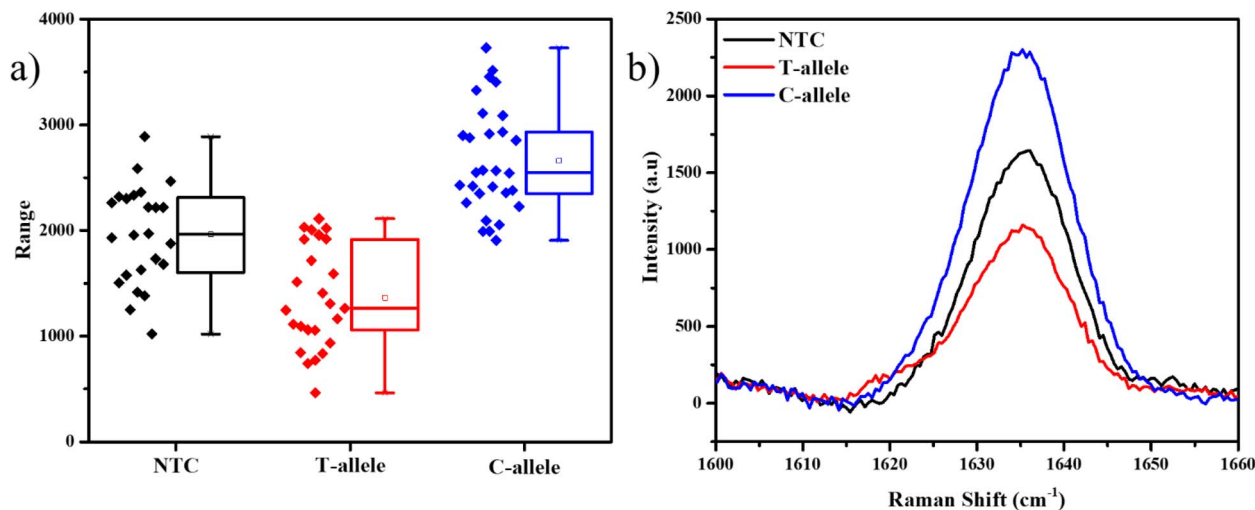 a)
4000
3000
2000
1000
0
Range
NTC
T-allele
C-allele
b)
NTC
T-allele
C-allele
2500
2000
1500
1000
500
0
Intensity (a.u)
1600
1610
1620
1630
1640
1650
1660
Raman Shift (cm⁻¹)